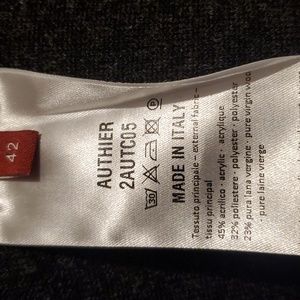 42
AUTHIER
2AUTC05
30
MADE IN ITALY
Tessuto principale - external fabric -
tissu principal
45% acrilico - acrylic - acrylique
32% poliestere - polyester - polyester
23% pura lana vergine - pure virgin wool
- pure laine vierge